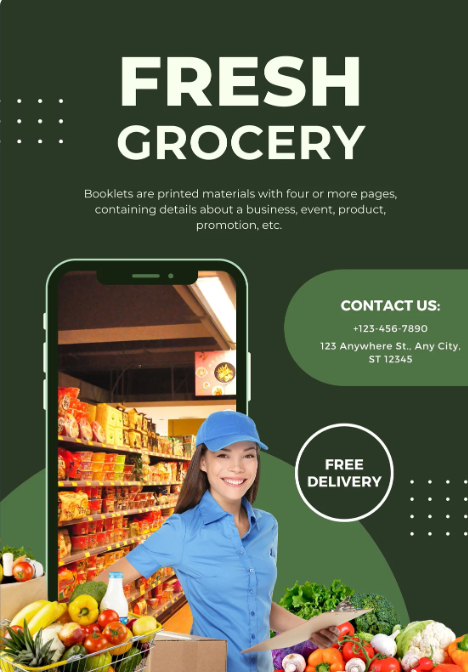 FRESH
GROCERY
Booklets are printed materials with four or more pages,
containing details about a business, event, product,
promotion, etc.
CONTACT US:
+123-456-7890
123 Anywhere St., Any City,
ST 12345
FREE
DELIVERY